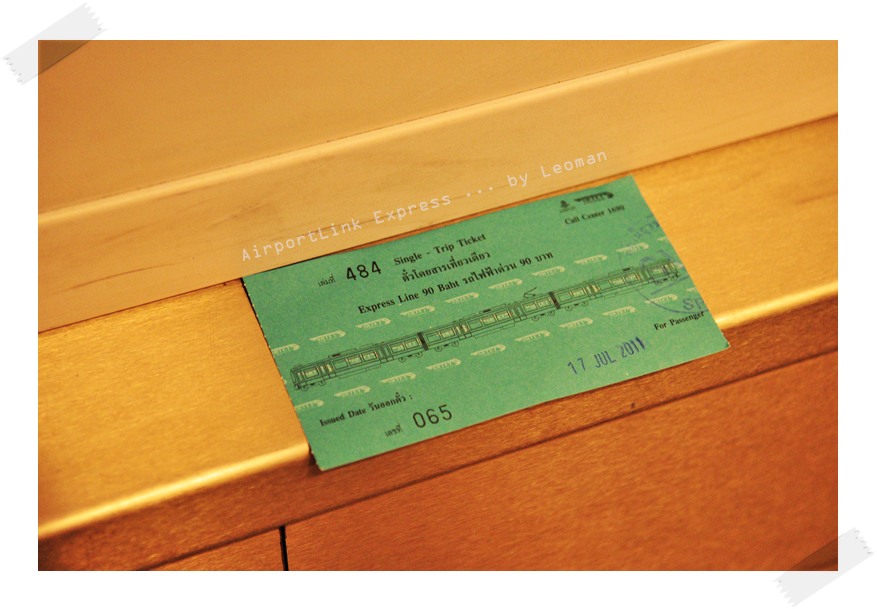 AirportLink Express ... by Leoman
Call Center 1690
เล่มที่ 484
Single - Trip Ticket
ตั๋วโดยสารเที่ยวเดียว
Express Line 90 Baht รถไฟฟ้าด่วน 90 บาท
For Passenger
17 JUL 2011
Issued Date วันออกตั๋ว :
เลขที่ 065